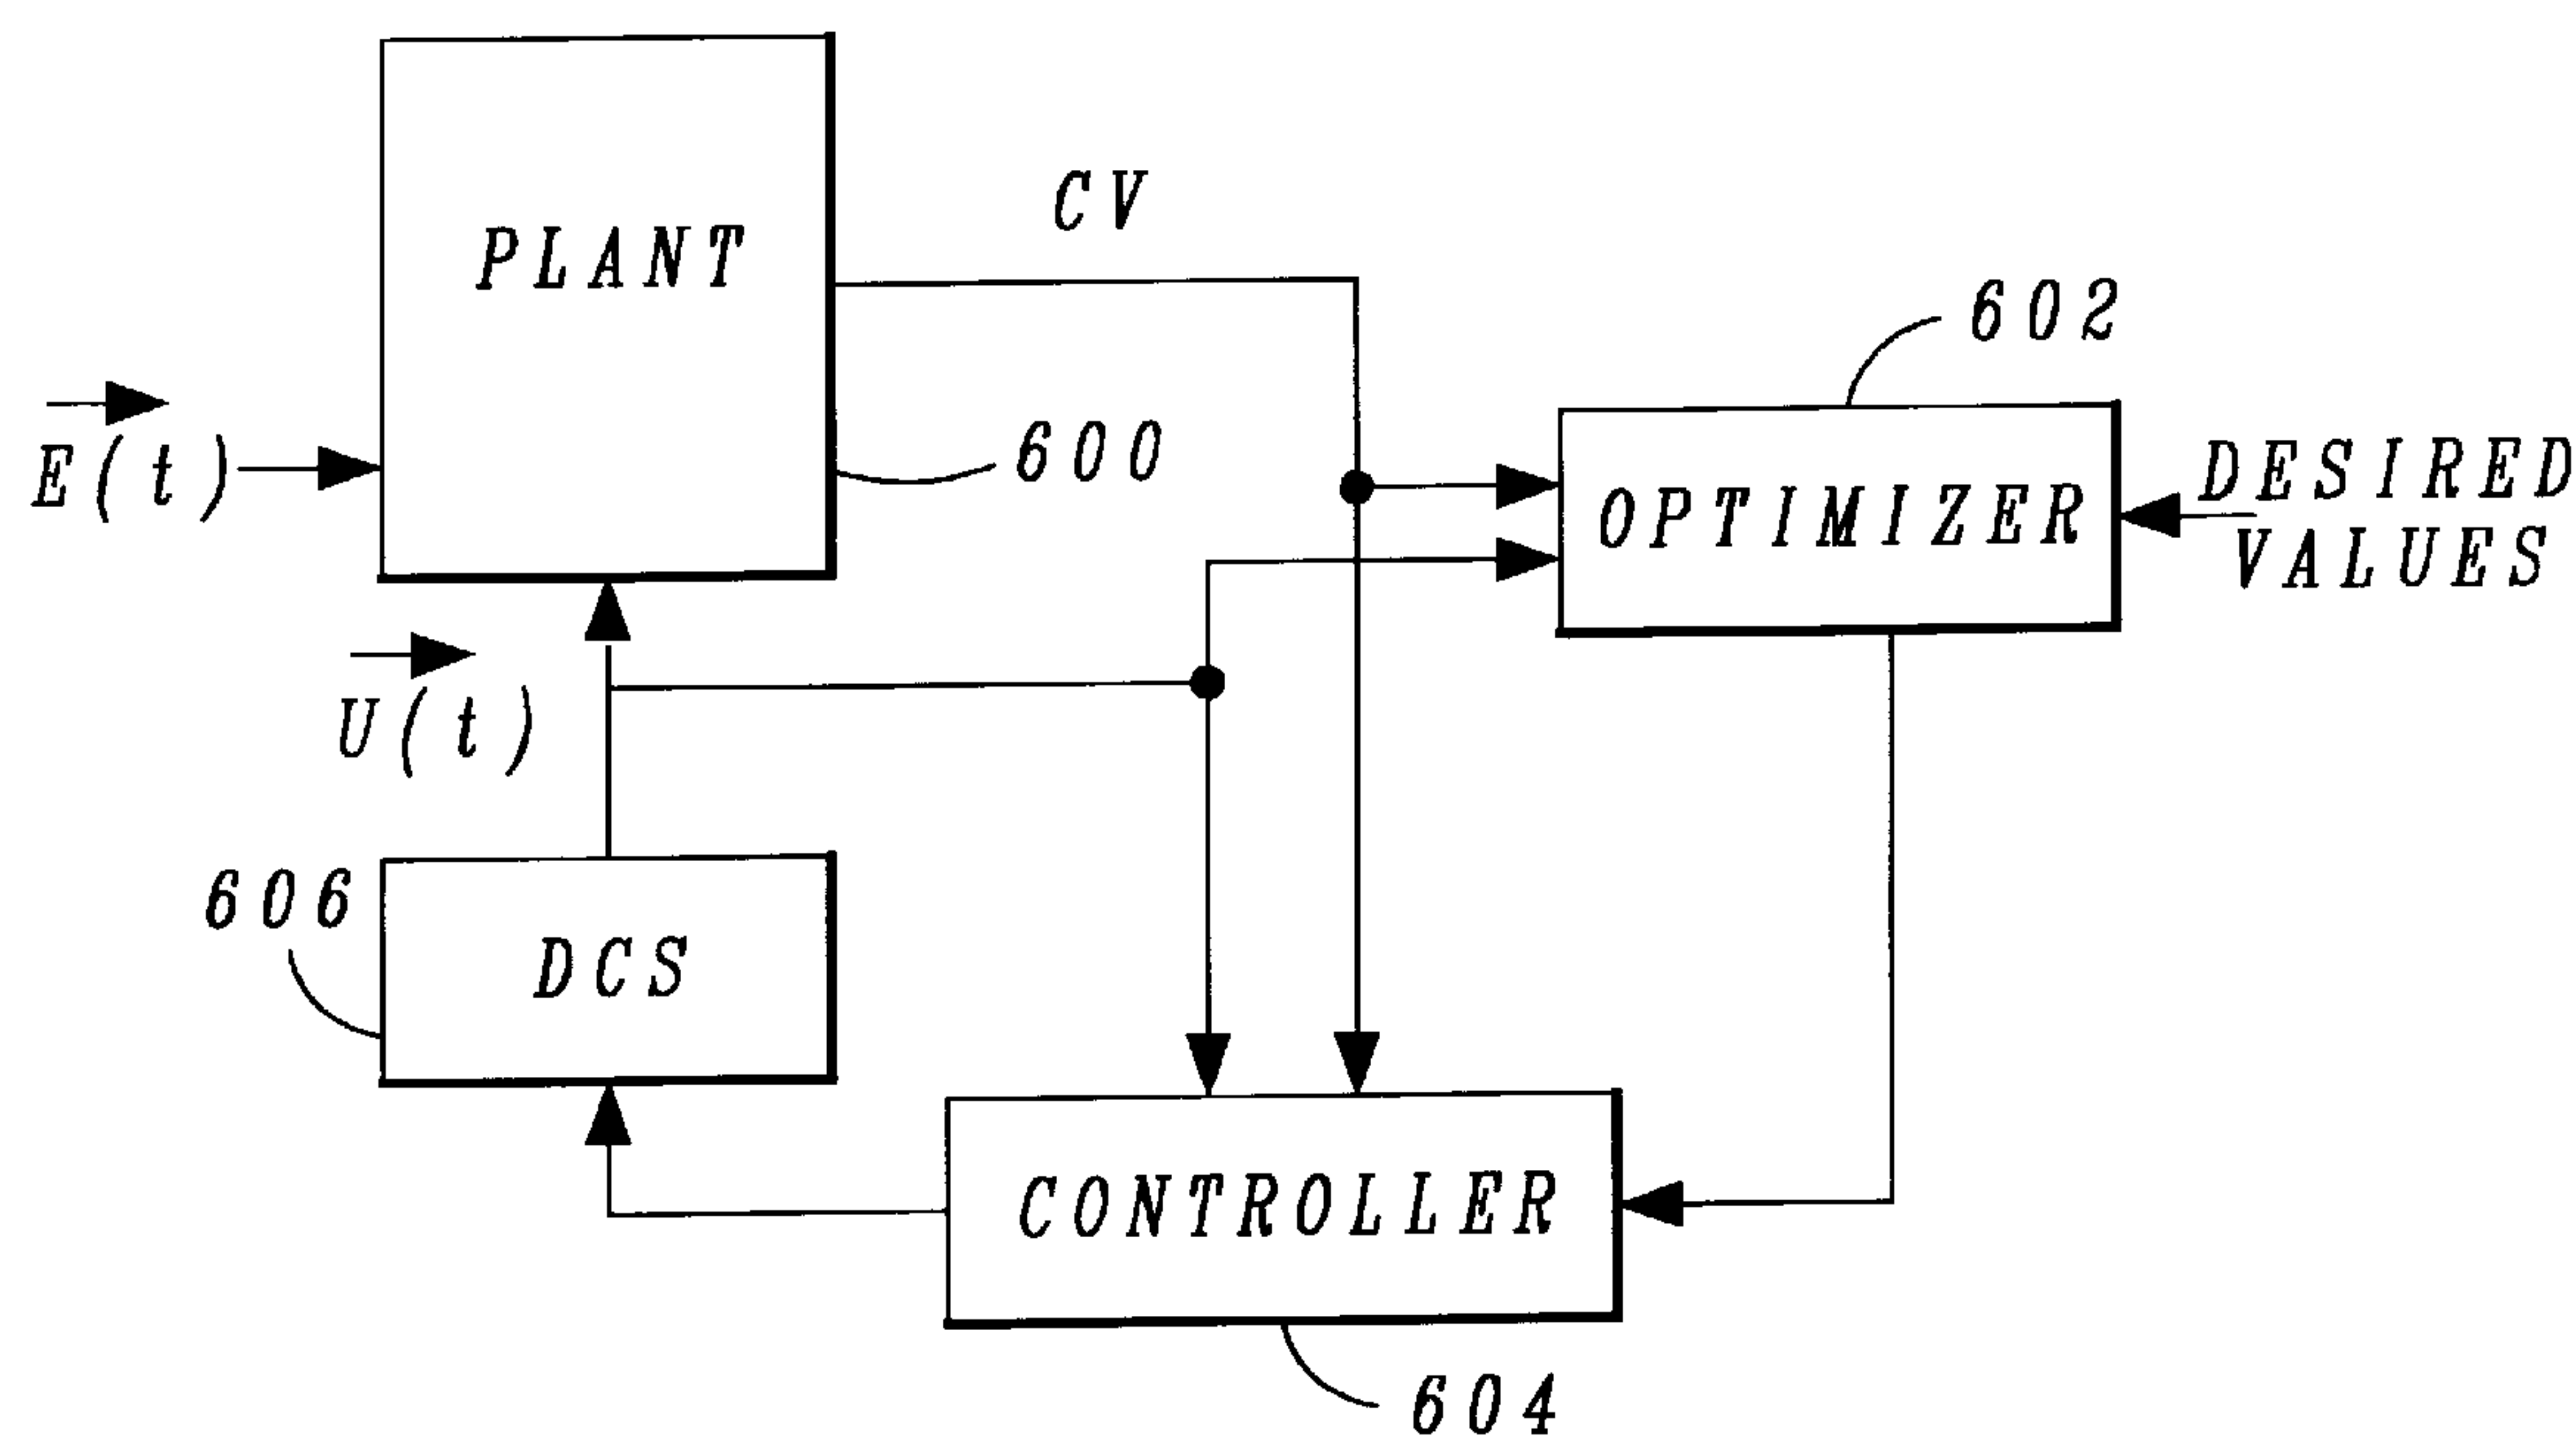 PLANT
CV
602
E(t)
600
OPTIMIZER
DESIRED
VALUES
U(t)
606
DCS
CONTROLLER
604